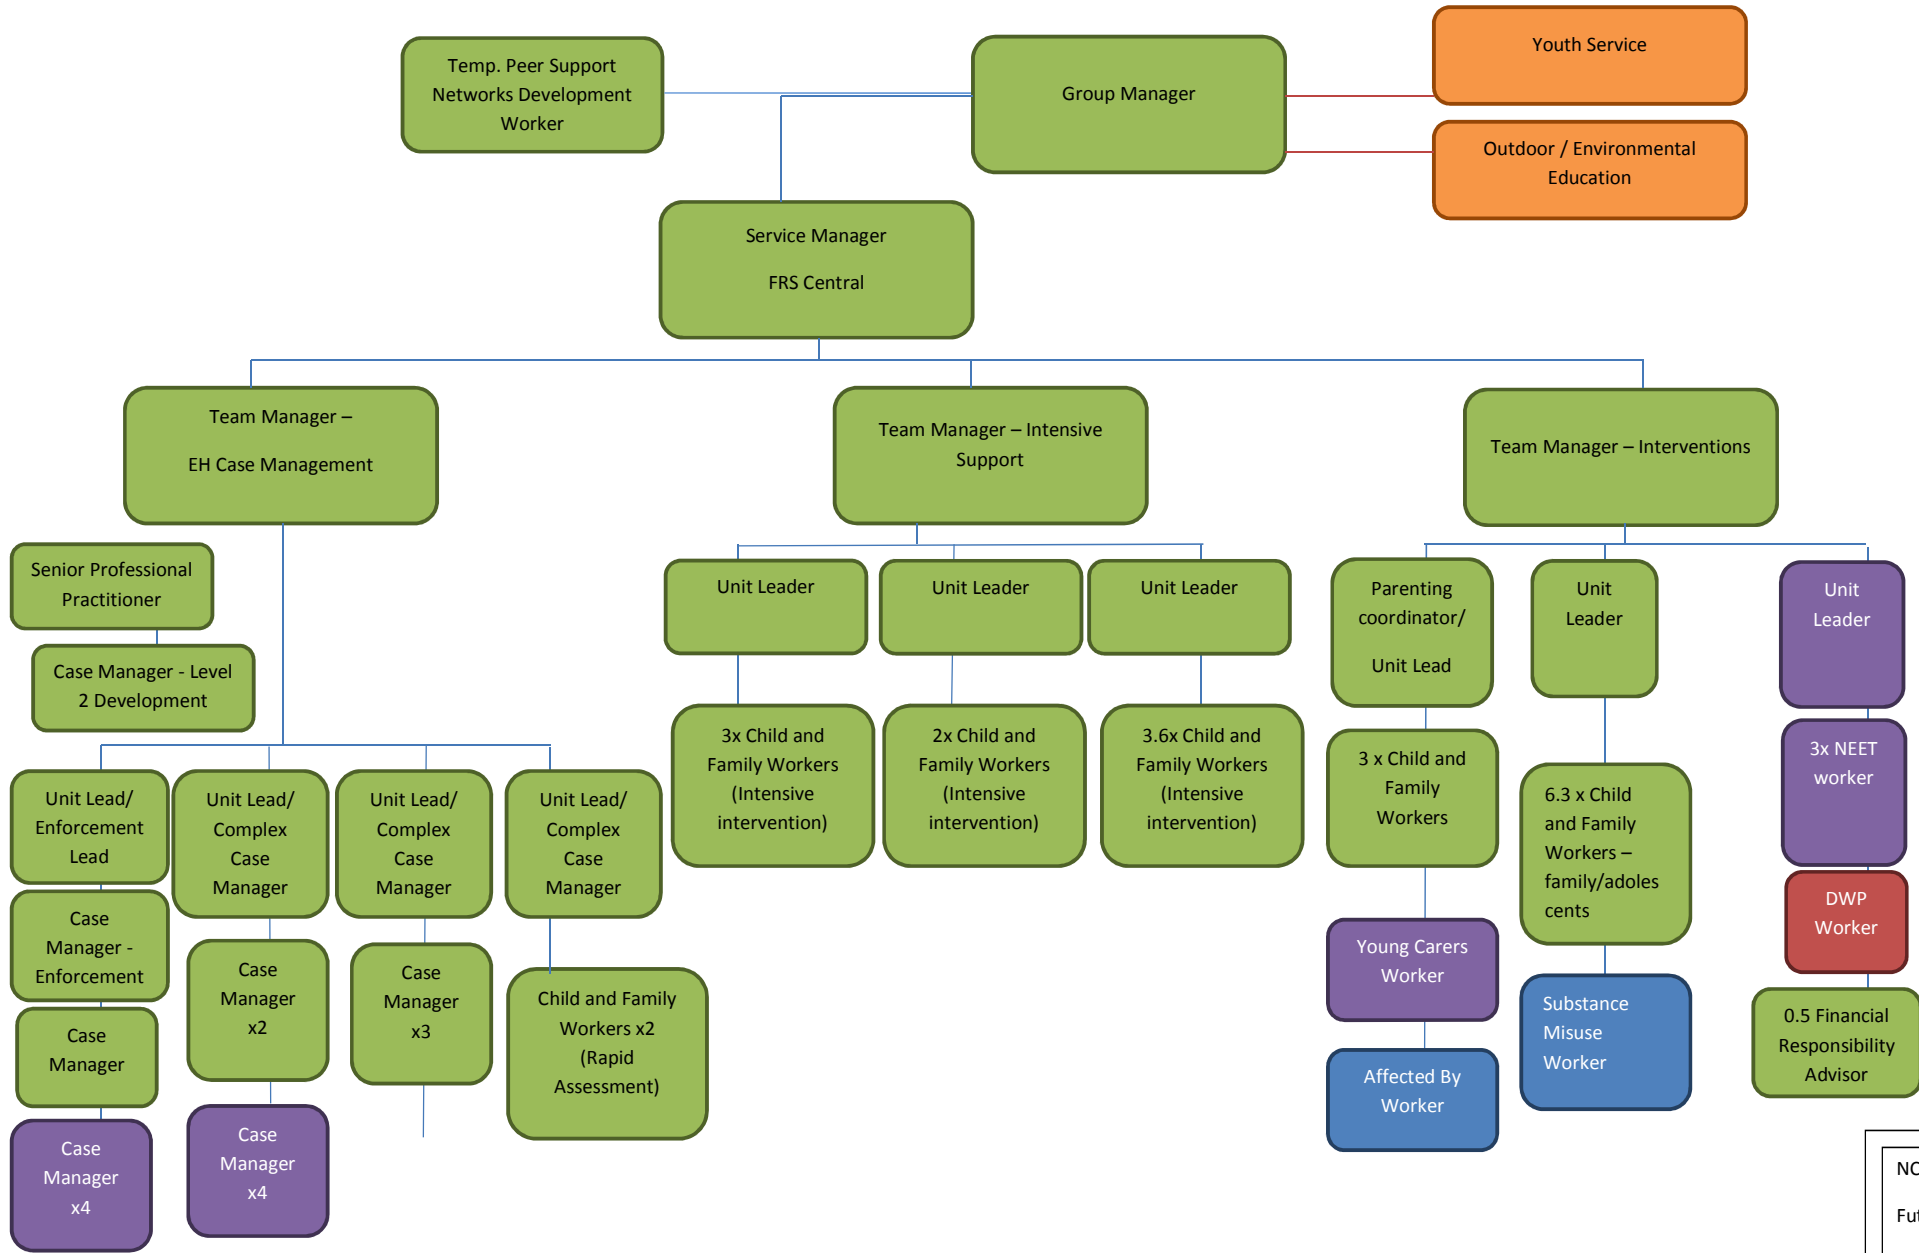 Temp. Peer Support
Networks Development
Worker
Group Manager
Youth Service
Outdoor / Environmental
Education
Service Manager
FRS Central
Team Manager –
EH Case Management
Team Manager – Intensive
Support
Team Manager – Interventions
Senior Professional
Practitioner
Case Manager - Level
2 Development
Unit Leader
Unit Leader
Unit Leader
Parenting
coordinator/
Unit Lead
Unit
Leader
Unit
Leader
3x Child and
Family Workers
(Intensive
intervention)
2x Child and
Family Workers
(Intensive
intervention)
3.6x Child and
Family Workers
(Intensive
intervention)
3 x Child and
Family
Workers
6.3 x Child
and Family
Workers –
family/adoles
cents
3x NEET
worker
DWP
Worker
0.5 Financial
Responsibility
Advisor
Young Carers
Worker
Affected By
Worker
Substance
Misuse
Worker
Unit Lead/
Enforcement
Lead
Unit Lead/
Complex
Case
Manager
Unit Lead/
Complex
Case
Manager
Unit Lead/
Complex
Case
Manager
Case
Manager -
Enforcement
Case
Manager
Case
Manager
x4
Case
Manager
x2
Case
Manager
x4
Case
Manager
x3
Child and Family
Workers x2
(Rapid
Assessment)